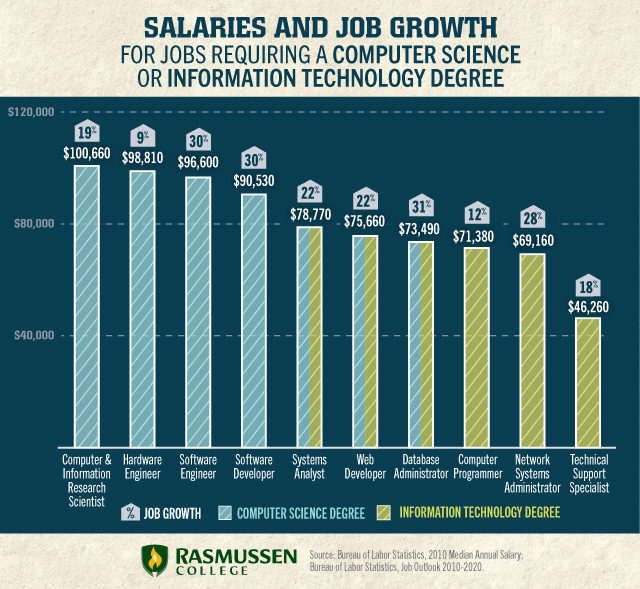 SALARIES AND JOB GROWTH
FOR JOBS REQUIRING A COMPUTER SCIENCE
OR INFORMATION TECHNOLOGY DEGREE
$120,000
$80,000
$40,000
19%
$100,660
9%
$98,810
30%
$96,600
30%
$90,530
22%
$78,770
22%
$75,660
31%
$73,490
12%
$71,380
28%
$69,160
18%
$46,260
Computer &
Information
Research
Scientist
Hardware
Engineer
Software
Engineer
Software
Developer
Systems
Analyst
Web
Developer
Database
Administrator
Computer
Programmer
Network
Systems
Administrator
Technical
Support
Specialist
% JOB GROWTH
COMPUTER SCIENCE DEGREE
INFORMATION TECHNOLOGY DEGREE
RASMUSSEN
COLLEGE
Source: Bureau of Labor Statistics, 2010 Median Annual Salary;
Bureau of Labor Statistics, Job Outlook 2010-2020.